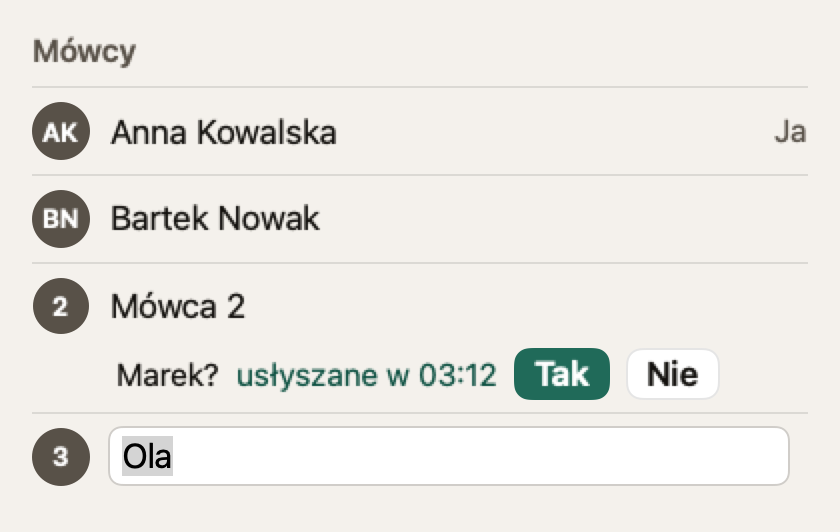 Mówcy
AK Anna Kowalska Ja
BN Bartek Nowak
2 Mówca 2
Marek? usłyszane w 03:12 Tak Nie
3 Ola